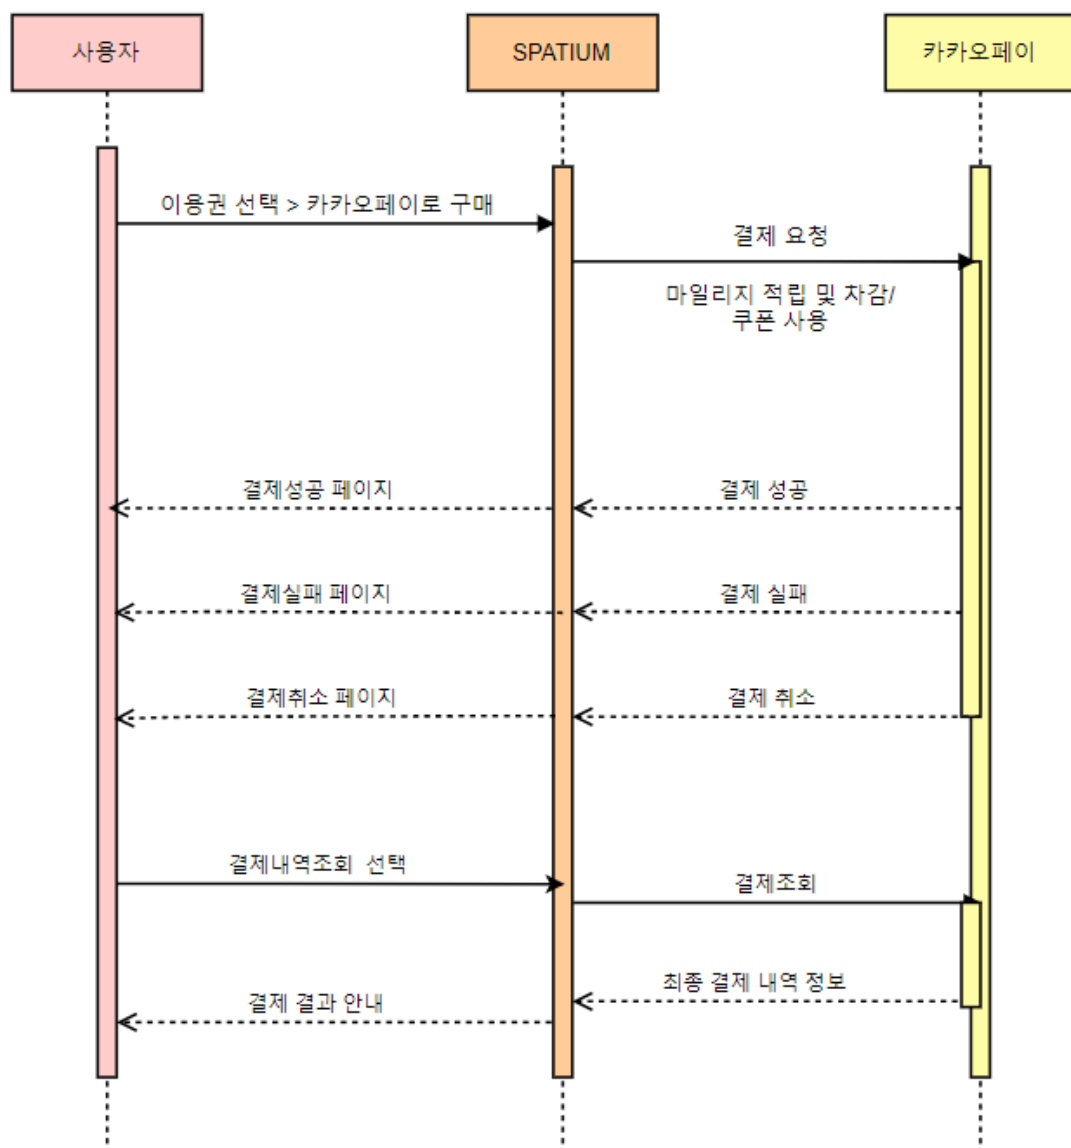 사용자
SPATIUM
카카오페이
이용권 선택 > 카카오페이로 구매
결제 요청
마일리지 적립 및 차감/
쿠폰 사용
결제성공 페이지
결제 성공
결제실패 페이지
결제 실패
결제취소 페이지
결제 취소
결제내역조회 선택
결제조회
최종 결제 내역 정보
결제 결과 안내